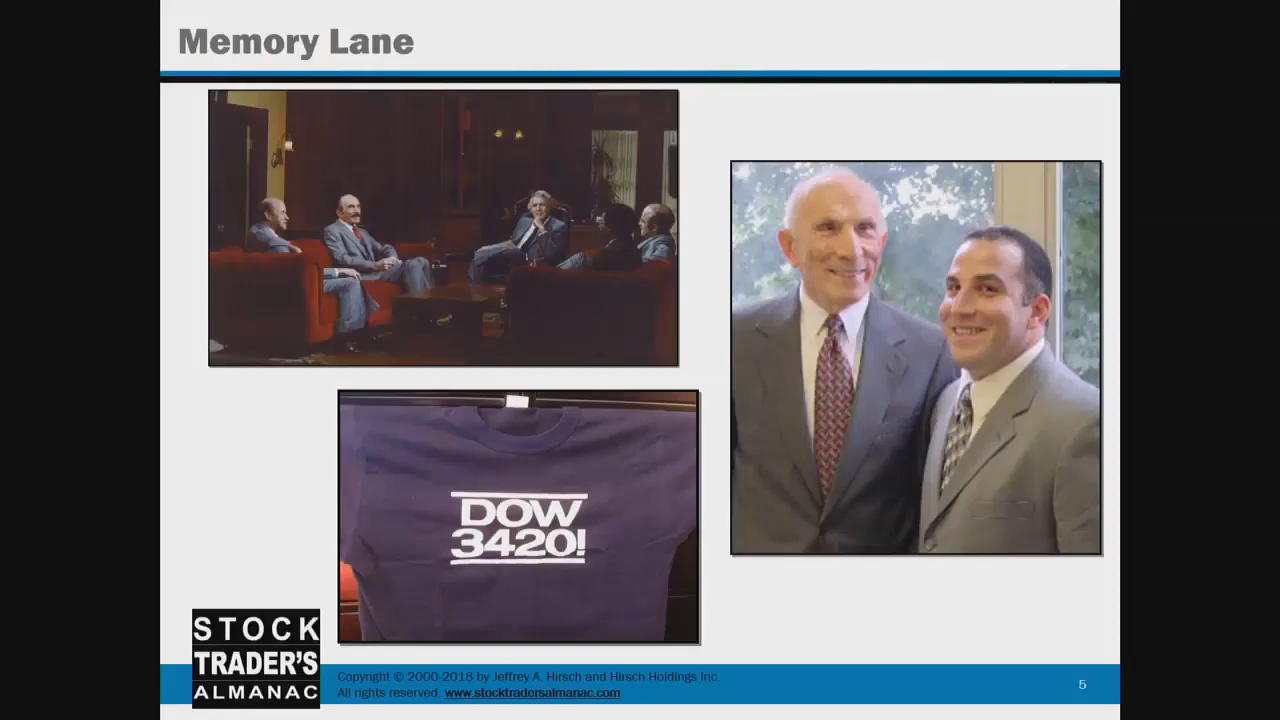 Memory Lane
DOW
3420!
STOCK
TRADER'S
ALMANAC
Copyright © 2000-2018 by Jeffrey A. Hirsch and Hirsch Holdings Inc.
All rights reserved. www.stocktradersalmanac.com
5